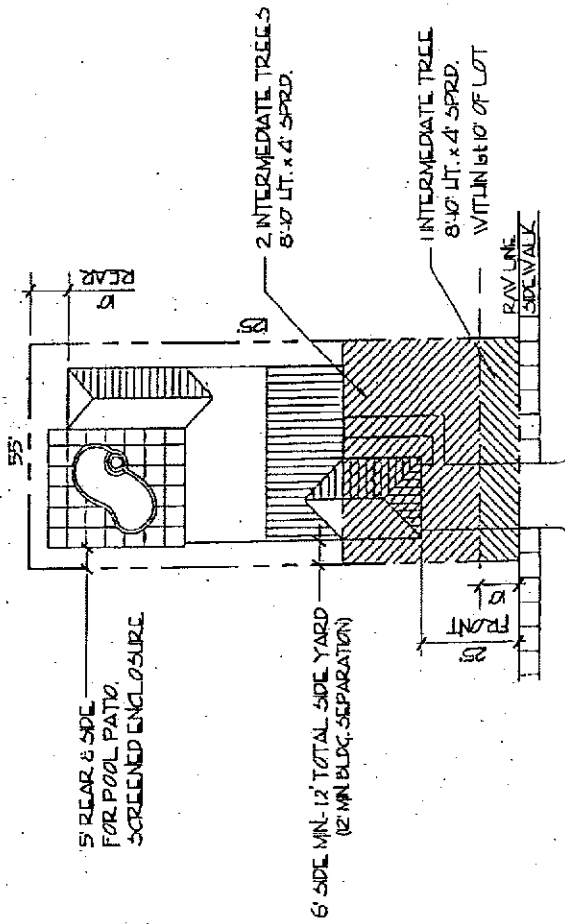 55'
5' REAR & SIDE
FOR POOL PATIO,
SCREENED ENCLOSURE
10'
REAR
2 INTERMEDIATE TREES
8'-10' HT. x 4' SPRD.
6' SIDE MIN - 12' TOTAL SIDE YARD
(12' MIN BLDG. SEPARATION)
1 INTERMEDIATE TREE
8'-10' HT. x 4' SPRD.
WITHIN 1st 10' OF LOT
25'
FRONT
10'
R/W LINE
SIDEWALK